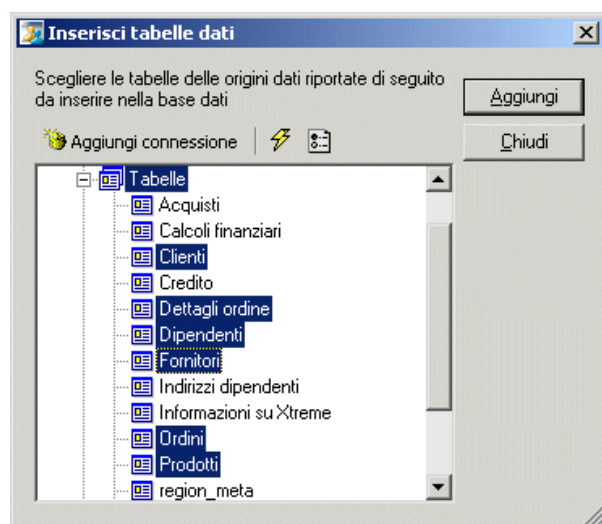 Inserisci tabelle dati
Scegliere le tabelle delle origini dati riportate di seguito
da inserire nella base dati
Aggiungi
Aggiungi connessione
Chiudi
Tabelle
Acquisti
Calcoli finanziari
Clienti
Credito
Dettagli ordine
Dipendenti
Fornitori
Indirizzi dipendenti
Informazioni su Xtreme
Ordini
Prodotti
region_meta